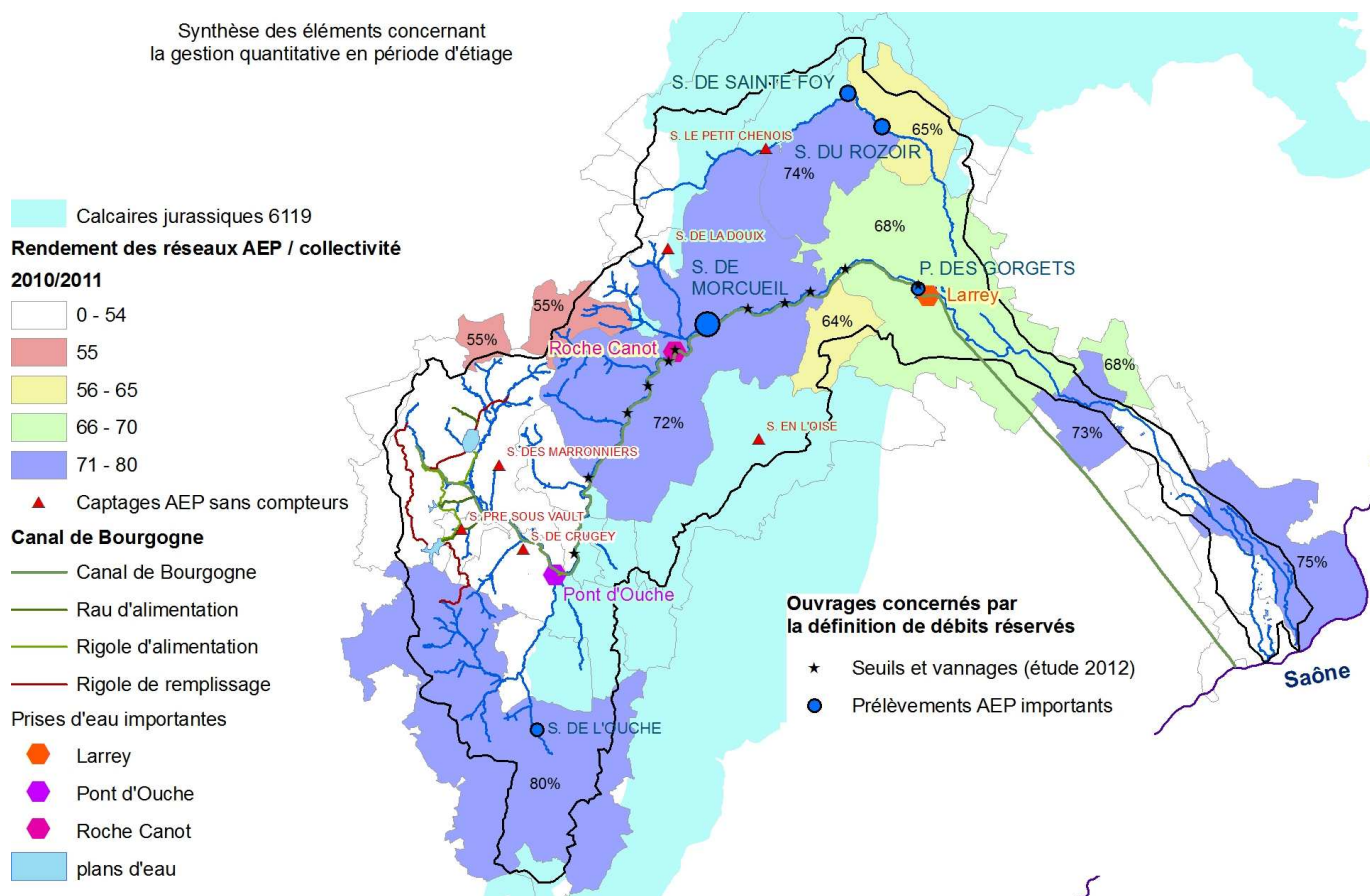 Synthèse des éléments concernant
la gestion quantitative en période d'étiage
Calcaires jurassiques 6119
Rendement des réseaux AEP / collectivité
2010/2011
0 - 54
55
56 - 65
66 - 70
71 - 80
Captages AEP sans compteurs
Canal de Bourgogne
Canal de Bourgogne
Rau d'alimentation
Rigole d'alimentation
Rigole de remplissage
Prises d'eau importantes
Larrey
Pont d'Ouche
Roche Canot
plans d'eau
S. DE SAINTE FOY
65%
S. LE PETIT CHENOIS
S. DU ROZOIR
74%
68%
S. DE LA DOUIX
S. DE
MORCUEIL
P. DES GORGETS
Larrey
55%
55%
Roche Canot
64%
68%
72%
S. EN L'OISE
73%
S. DES MARRONNIERS
S. PRE SOUS VAULT
S. DE CRUGEY
Pont d'Ouche
75%
Saône
S. DE L'OUCHE
80%
Ouvrages concernés par
la définition de débits réservés
Seuils et vannages (étude 2012)
Prélèvements AEP importants